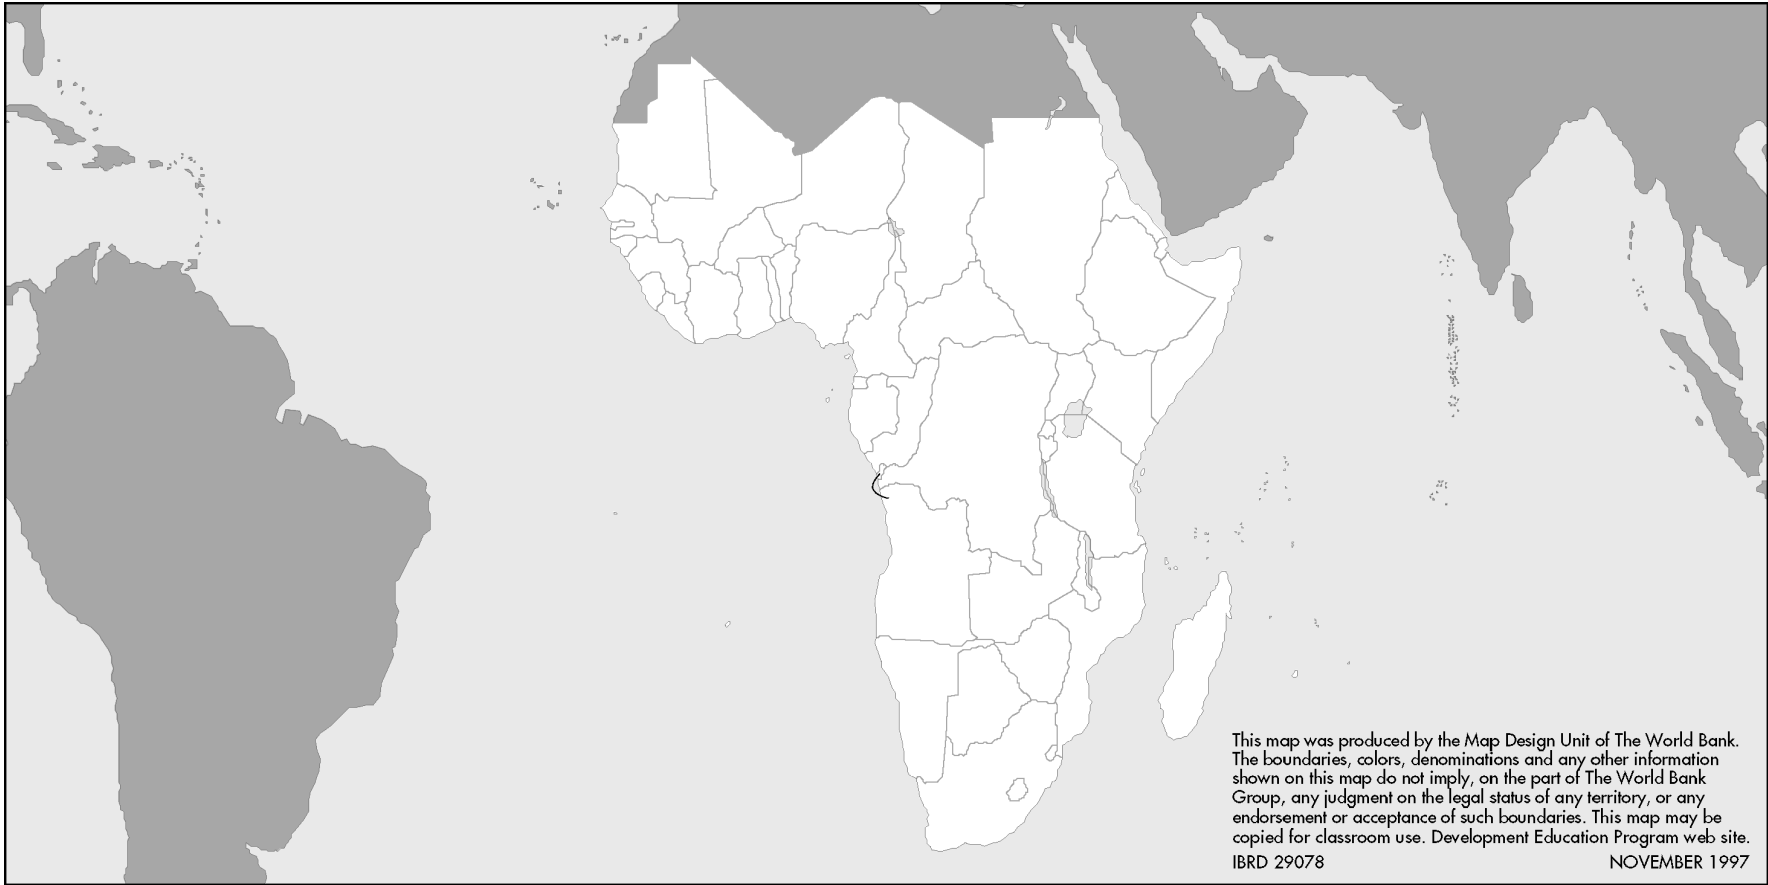 This map was produced by the Map Design Unit of The World Bank.
The boundaries, colors, denominations and any other information
shown on this map do not imply, on the part of The World Bank
Group, any judgment on the legal status of any territory, or any
endorsement or acceptance of such boundaries. This map may be
copied for classroom use. Development Education Program web site.
IBRD 29078 NOVEMBER 1997